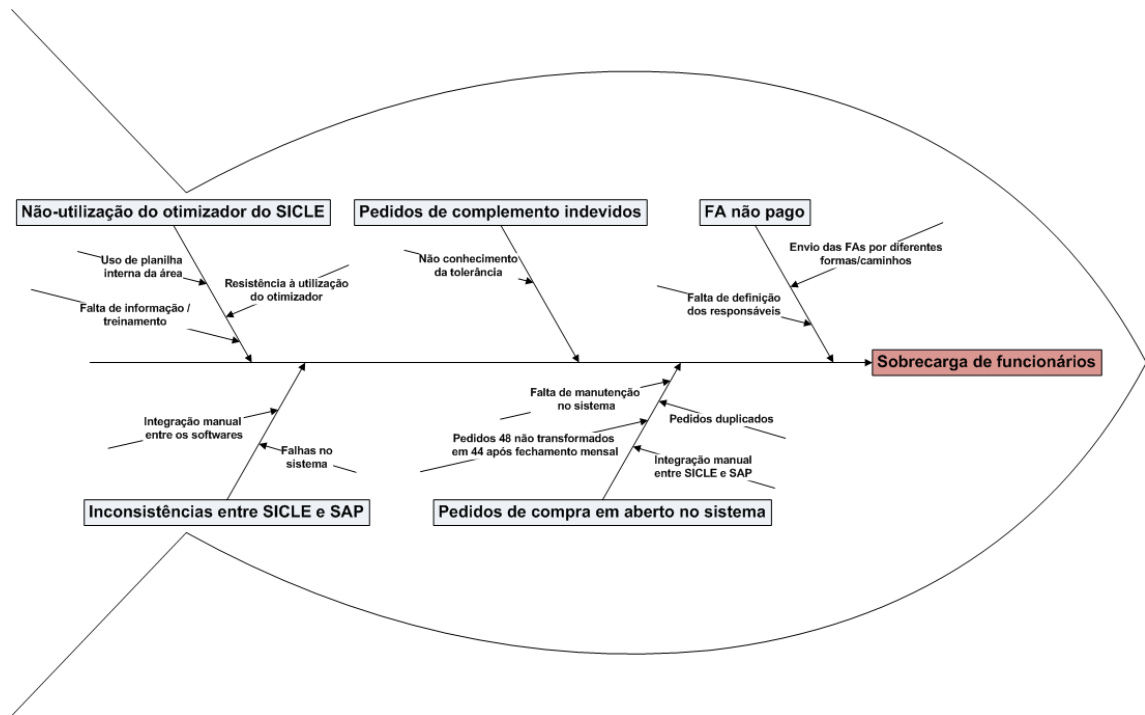 Não-utilização do otimizador do SICLE
Pedidos de complemento indevidos
FA não pago
Uso de planilha
interna da área
Resistência à utilização
do otimizador
Falta de informação /
treinamento
Não conhecimento
da tolerância
Envio das FAs por diferentes
formas/caminhos
Falta de definição
dos responsáveis
Sobrecarga de funcionários
Integração manual
entre os softwares
Falhas no
sistema
Falta de manutenção
no sistema
Pedidos duplicados
Pedidos 48 não transformados
em 44 após fechamento mensal
Integração manual
entre SICLE e SAP
Inconsistências entre SICLE e SAP
Pedidos de compra em aberto no sistema